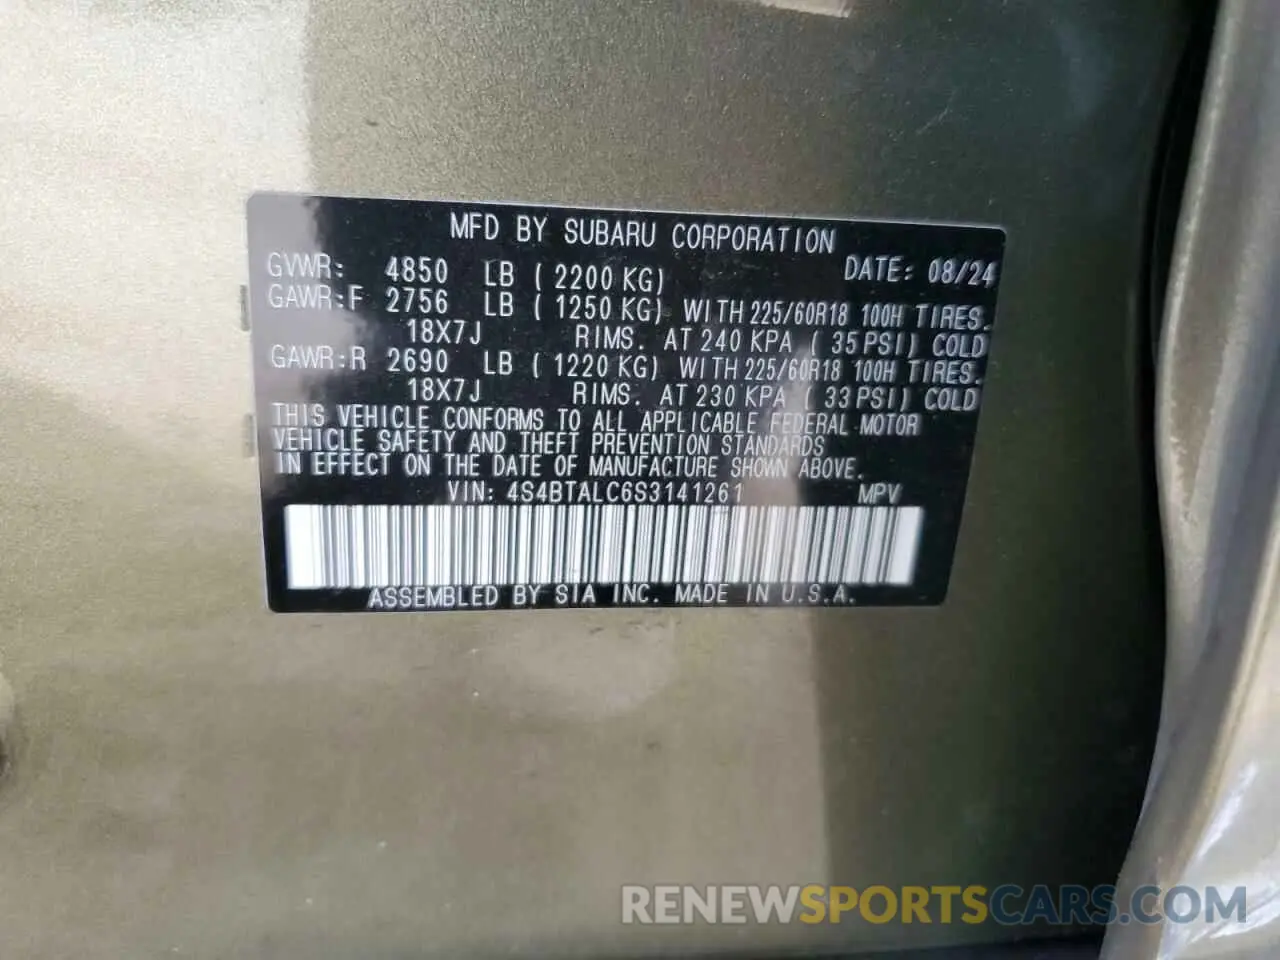 MFD BY SUBARU CORPORATION
GVWR: 4850 LB ( 2200 KG) DATE: 08/24
GAWR:F 2756 LB ( 1250 KG) WITH 225/60R18 100H TIRES.
18X7J RIMS. AT 240 KPA ( 35 PSI) COLD
GAWR:R 2690 LB ( 1220 KG) WITH 225/60R18 100H TIRES.
18X7J RIMS. AT 230 KPA ( 33 PSI) COLD
THIS VEHICLE CONFORMS TO ALL APPLICABLE FEDERAL MOTOR
VEHICLE SAFETY AND THEFT PREVENTION STANDARDS
IN EFFECT ON THE DATE OF MANUFACTURE SHOWN ABOVE.
VIN: 4S4BTALC6S3141261 MPV
ASSEMBLED BY SIA INC. MADE IN U.S.A.
RENEWSPORTSCARS.COM